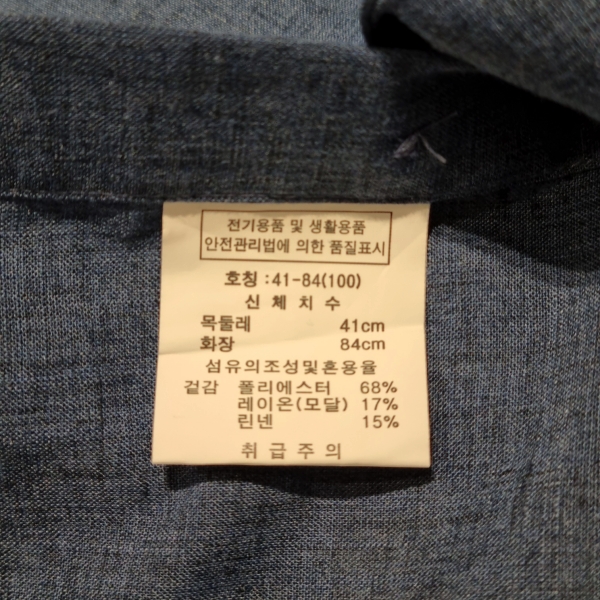 전기용품 및 생활용품
안전관리법에 의한 품질표시
호칭 : 41-84(100)
신 체 치 수
목둘레 41cm
화장 84cm
섬유의조성및혼용율
겉감 폴리에스터 68%
레이온(모달) 17%
린넨 15%
취 급 주 의